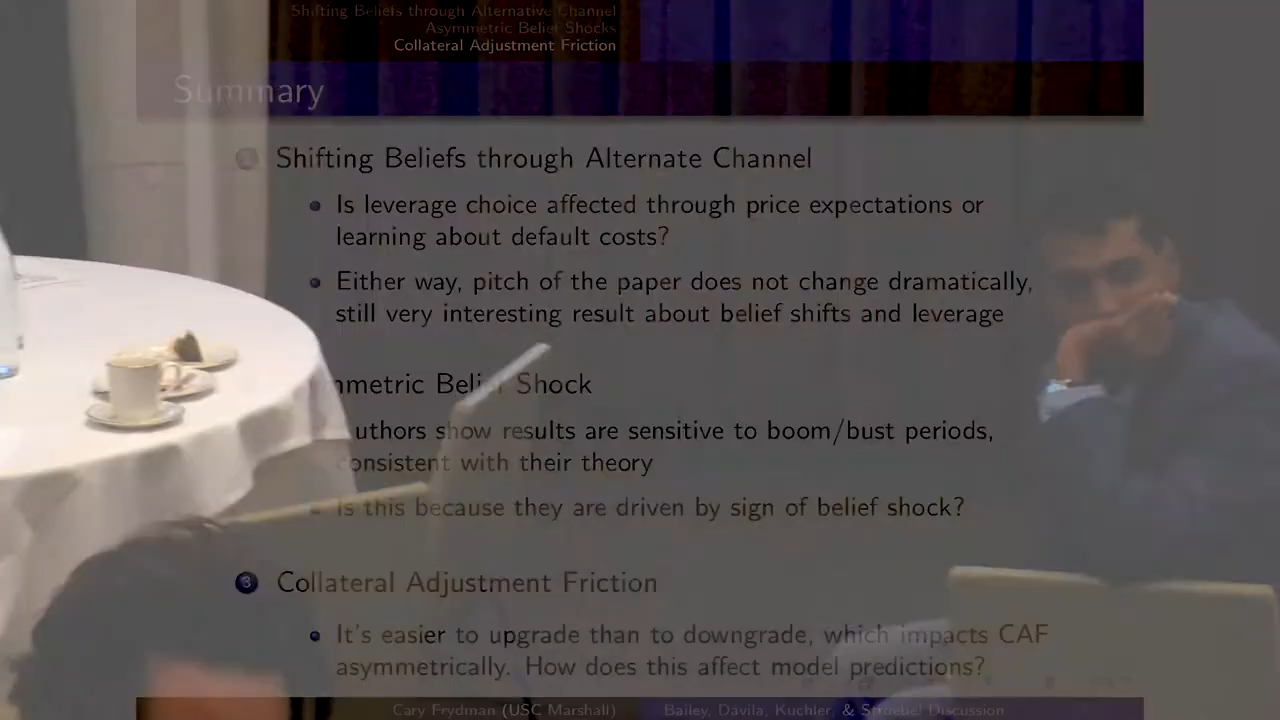 Shifting Beliefs through Alternative Channel
Asymmetric Belief Shocks
Collateral Adjustment Friction
Summary
Shifting Beliefs through Alternate Channel
Is leverage choice affected through price expectations or
learning about default costs?
Either way, pitch of the paper does not change dramatically,
still very interesting result about belief shifts and leverage
mmetric Belief Shock
uthors show results are sensitive to boom/bust periods,
consistent with their theory
Is this because they are driven by sign of belief shock?
3 Collateral Adjustment Friction
It's easier to upgrade than to downgrade, which impacts CAF
asymmetrically. How does this affect model predictions?
Cary Frydman (USC Marshall) Bailey, Davila, Kuchler, & Stroebel Discussion